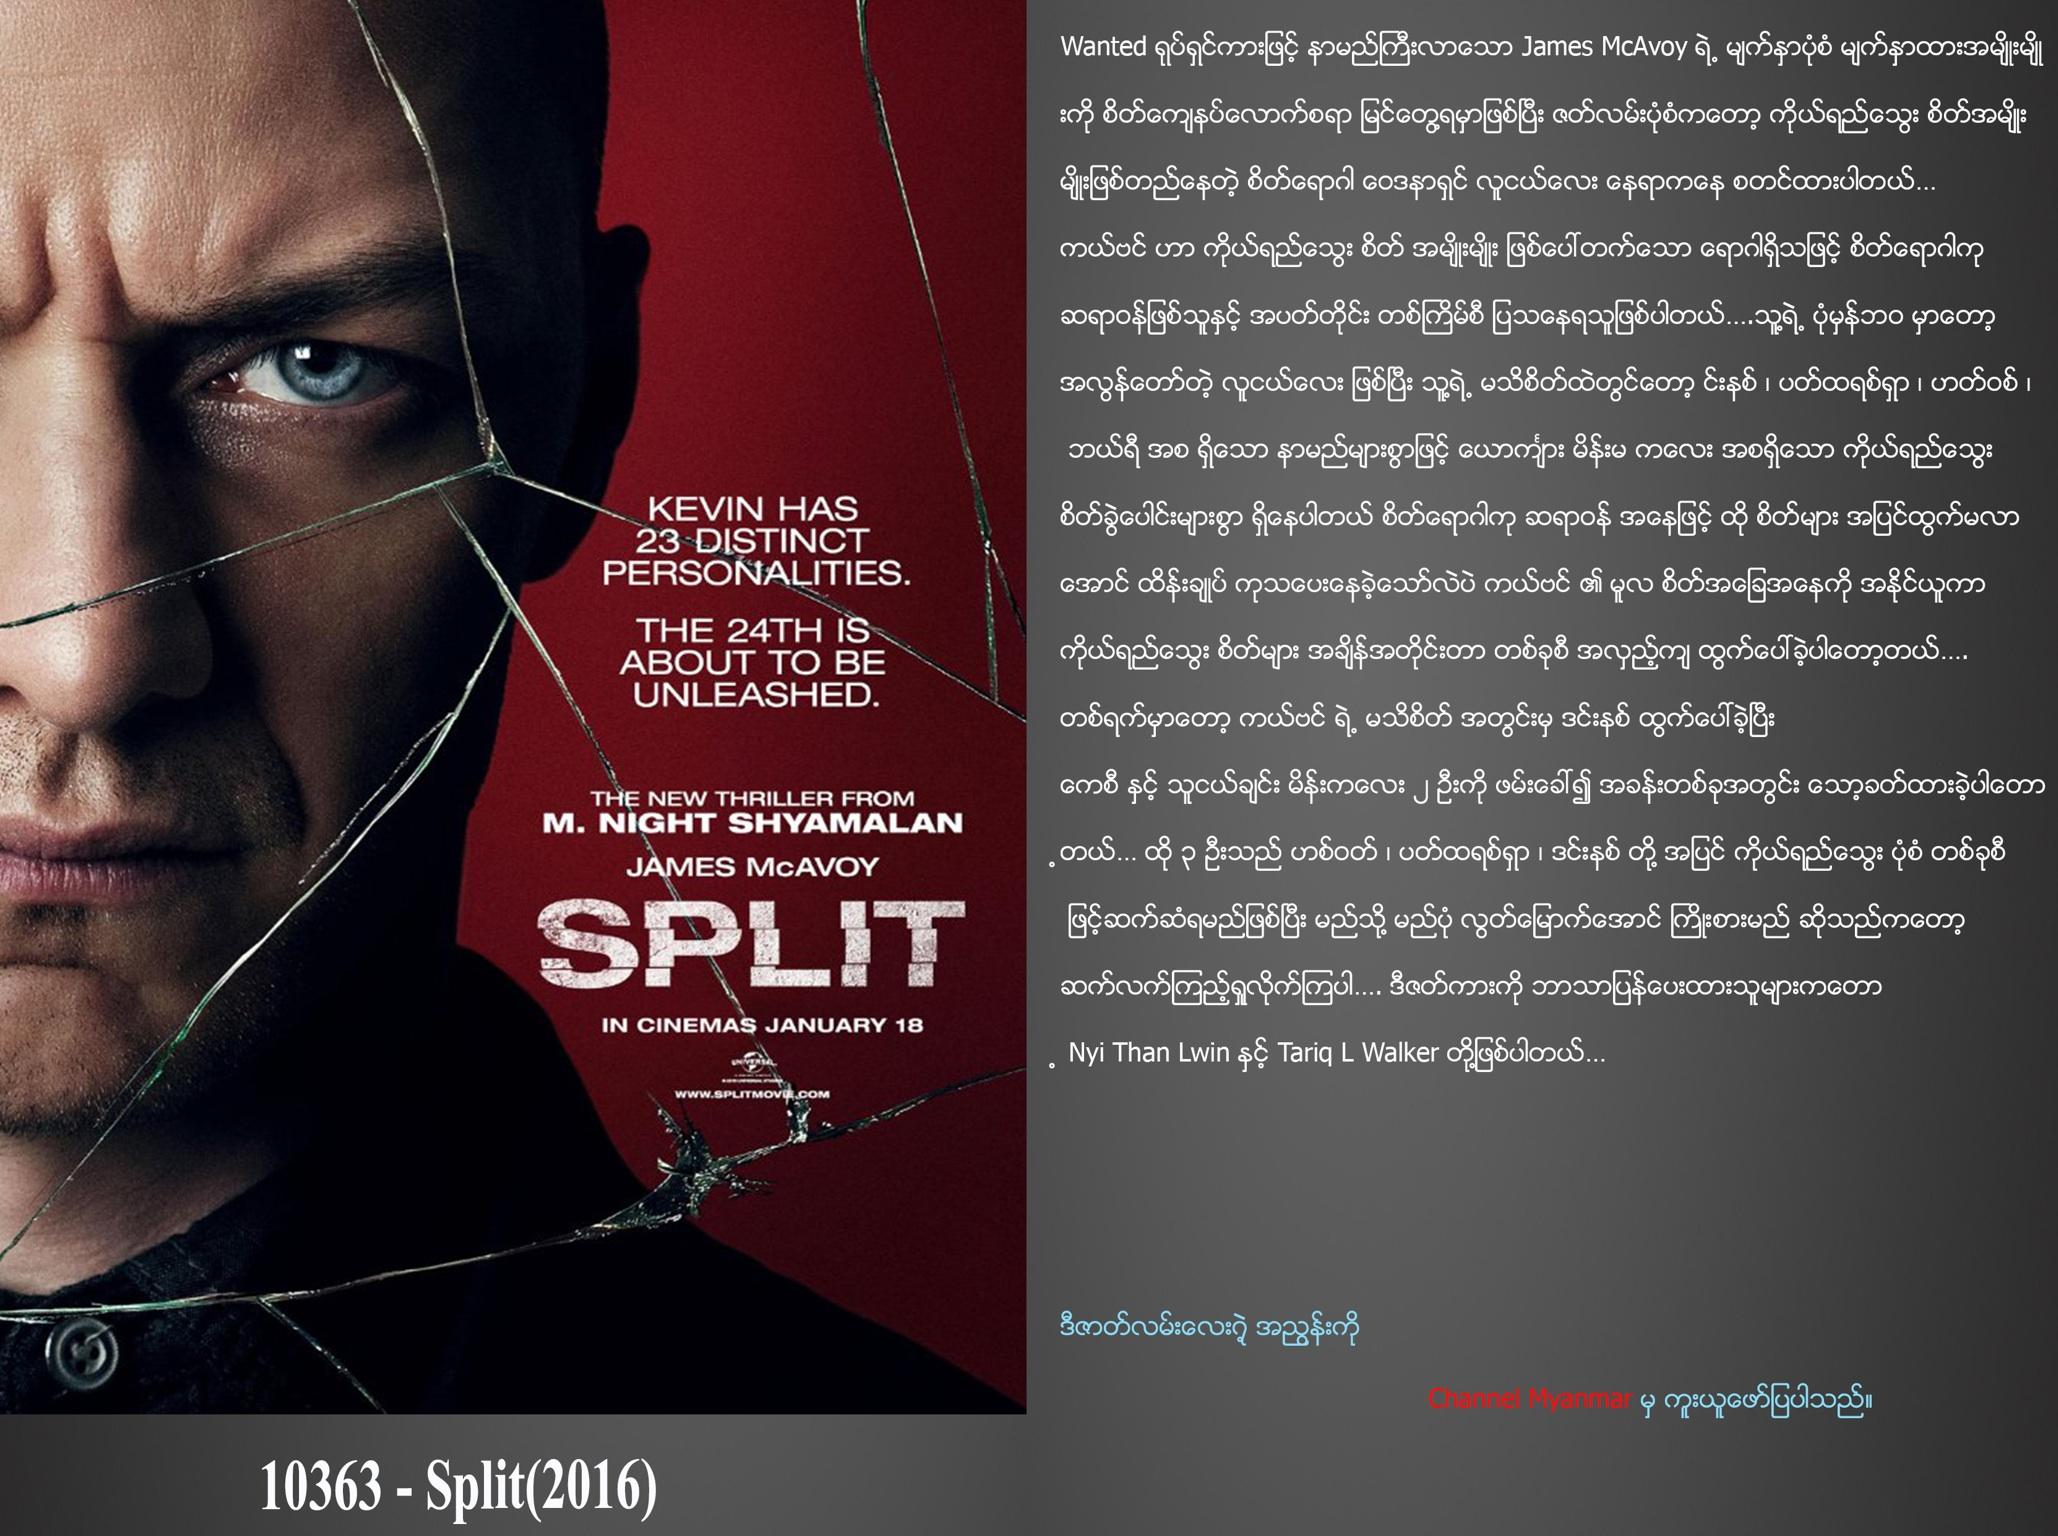 KEVIN HAS
23 DISTINCT
PERSONALITIES.
THE 24TH IS
ABOUT TO BE
UNLEASHED.
THE NEW THRILLER FROM
M. NIGHT SHYAMALAN
JAMES McAVOY
SPLIT
IN CINEMAS JANUARY 18
UNIVERSAL
WWW.SPLITMOVIE.COM
10363 - Split(2016)
Wanted ရုပ်ရှင်ကားဖြင့် နာမည်ကြီးလာသော James McAvoy ရဲ့ မျက်နှာပုံစံ မျက်နှာထားအမျိုးမျို
းကို စိတ်ကျေနပ်လောက်စရာ မြင်တွေ့ရမှာဖြစ်ပြီး ဇတ်လမ်းပုံစံကတော့ ကိုယ်ရည်သွေး စိတ်အမျိုး
မျိုးဖြစ်တည်နေတဲ့ စိတ်ရောဂါ ဝေဒနာရှင် လူငယ်လေး နေရာကနေ စတင်ထားပါတယ်…
ကယ်ဗင် ဟာ ကိုယ်ရည်သွေး စိတ် အမျိုးမျိုး ဖြစ်ပေါ်တက်သော ရောဂါရှိသဖြင့် စိတ်ရောဂါကု
ဆရာဝန်ဖြစ်သူနှင့် အပတ်တိုင်း တစ်ကြိမ်စီ ပြသနေရသူဖြစ်ပါတယ်….သူ့ရဲ့ ပုံမှန်ဘဝ မှာတော့
အလွန်တော်တဲ့ လူငယ်လေး ဖြစ်ပြီး သူ့ရဲ့ မသိစိတ်ထဲတွင်တော့ င်းနစ် ၊ ပတ်ထရစ်ရှာ ၊ ဟတ်ဝစ် ၊
ဘယ်ရီ အစ ရှိသော နာမည်များစွာဖြင့် ယောင်္ကျား မိန်းမ ကလေး အစရှိသော ကိုယ်ရည်သွေး
စိတ်ခွဲပေါင်းများစွာ ရှိနေပါတယ် စိတ်ရောဂါကု ဆရာဝန် အနေဖြင့် ထို စိတ်များ အပြင်ထွက်မလာ
အောင် ထိန်းချုပ် ကုသပေးနေခဲ့သော်လဲပဲ ကယ်ဗင် ၏ မူလ စိတ်အခြေအနေကို အနိုင်ယူကာ
ကိုယ်ရည်သွေး စိတ်များ အချိန်အတိုင်းတာ တစ်ခုစီ အလှည့်ကျ ထွက်ပေါ်ခဲ့ပါတော့တယ်….
တစ်ရက်မှာတော့ ကယ်ဗင် ရဲ့ မသိစိတ် အတွင်းမှ ဒင်းနစ် ထွက်ပေါ်ခဲ့ပြီး
ကေစီ နှင့် သူငယ်ချင်း မိန်းကလေး ၂ ဦးကို ဖမ်းခေါ်၍ အခန်းတစ်ခုအတွင်း သော့ခတ်ထားခဲ့ပါတော
့တယ်… ထို ၃ ဦးသည် ဟစ်ဝတ် ၊ ပတ်ထရစ်ရှာ ၊ ဒင်းနစ် တို့ အပြင် ကိုယ်ရည်သွေး ပုံစံ တစ်ခုစီ
ဖြင့်ဆက်ဆံရမည်ဖြစ်ပြီး မည်သို့ မည်ပုံ လွတ်မြောက်အောင် ကြိုးစားမည် ဆိုသည်ကတော့
ဆက်လက်ကြည့်ရှုလိုက်ကြပါ…. ဒီဇတ်ကားကို ဘာသာပြန်ပေးထားသူများကတော
့ Nyi Than Lwin နှင့် Tariq L Walker တို့ဖြစ်ပါတယ်…
ဒီဇာတ်လမ်းလေးရဲ့ အညွှန်းကို
Channel Myanmar မှ ကူးယူဖော်ပြပါသည်။